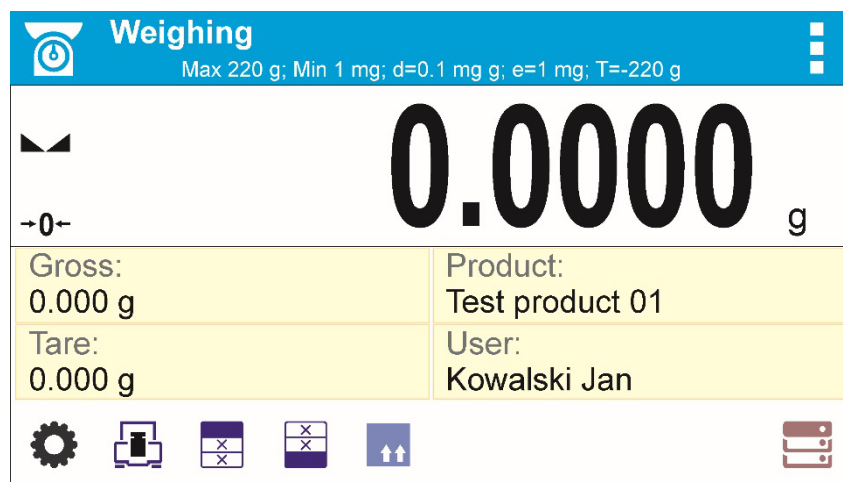 Weighing
Max 220 g; Min 1 mg; d=0.1 mg g; e=1 mg; T=-220 g
0.0000 g
→0←
Gross:
0.000 g
Product:
Test product 01
Tare:
0.000 g
User:
Kowalski Jan